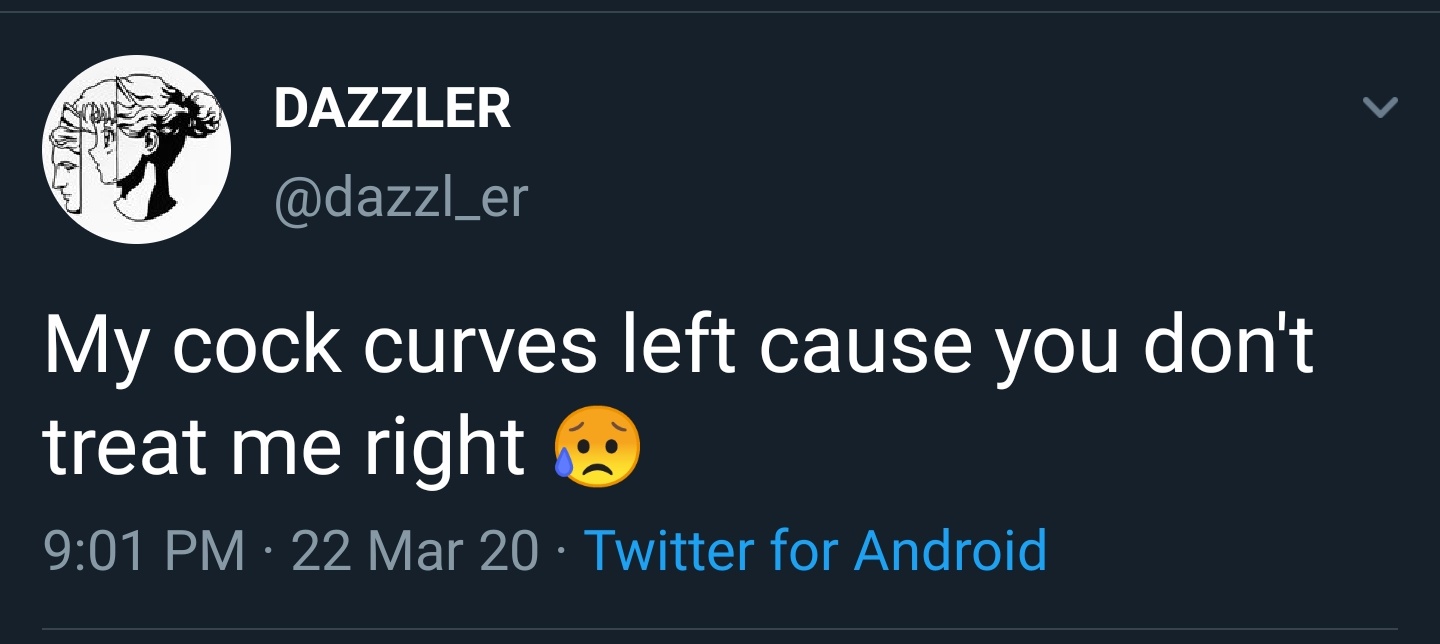 DAZZLER
@dazzl_er
My cock curves left cause you don't
treat me right 😥
9:01 PM · 22 Mar 20 · Twitter for Android